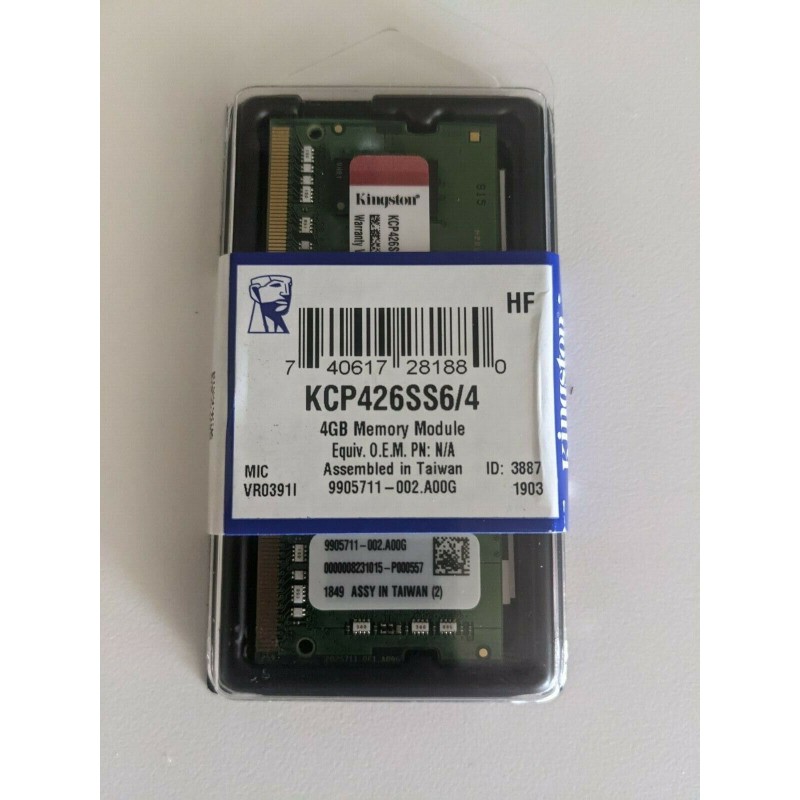 Kingston
KCP426S
Warranty
HF
7 40617 28188 0
KCP426SS6/4
4GB Memory Module
Equiv. O.E.M. PN: N/A
MIC Assembled in Taiwan ID: 3887
VR0391I 9905711-002.A00G 1903
Kingston
9905711-002.A00G
0000008231015-P000557
1849 ASSY IN TAIWAN (2)